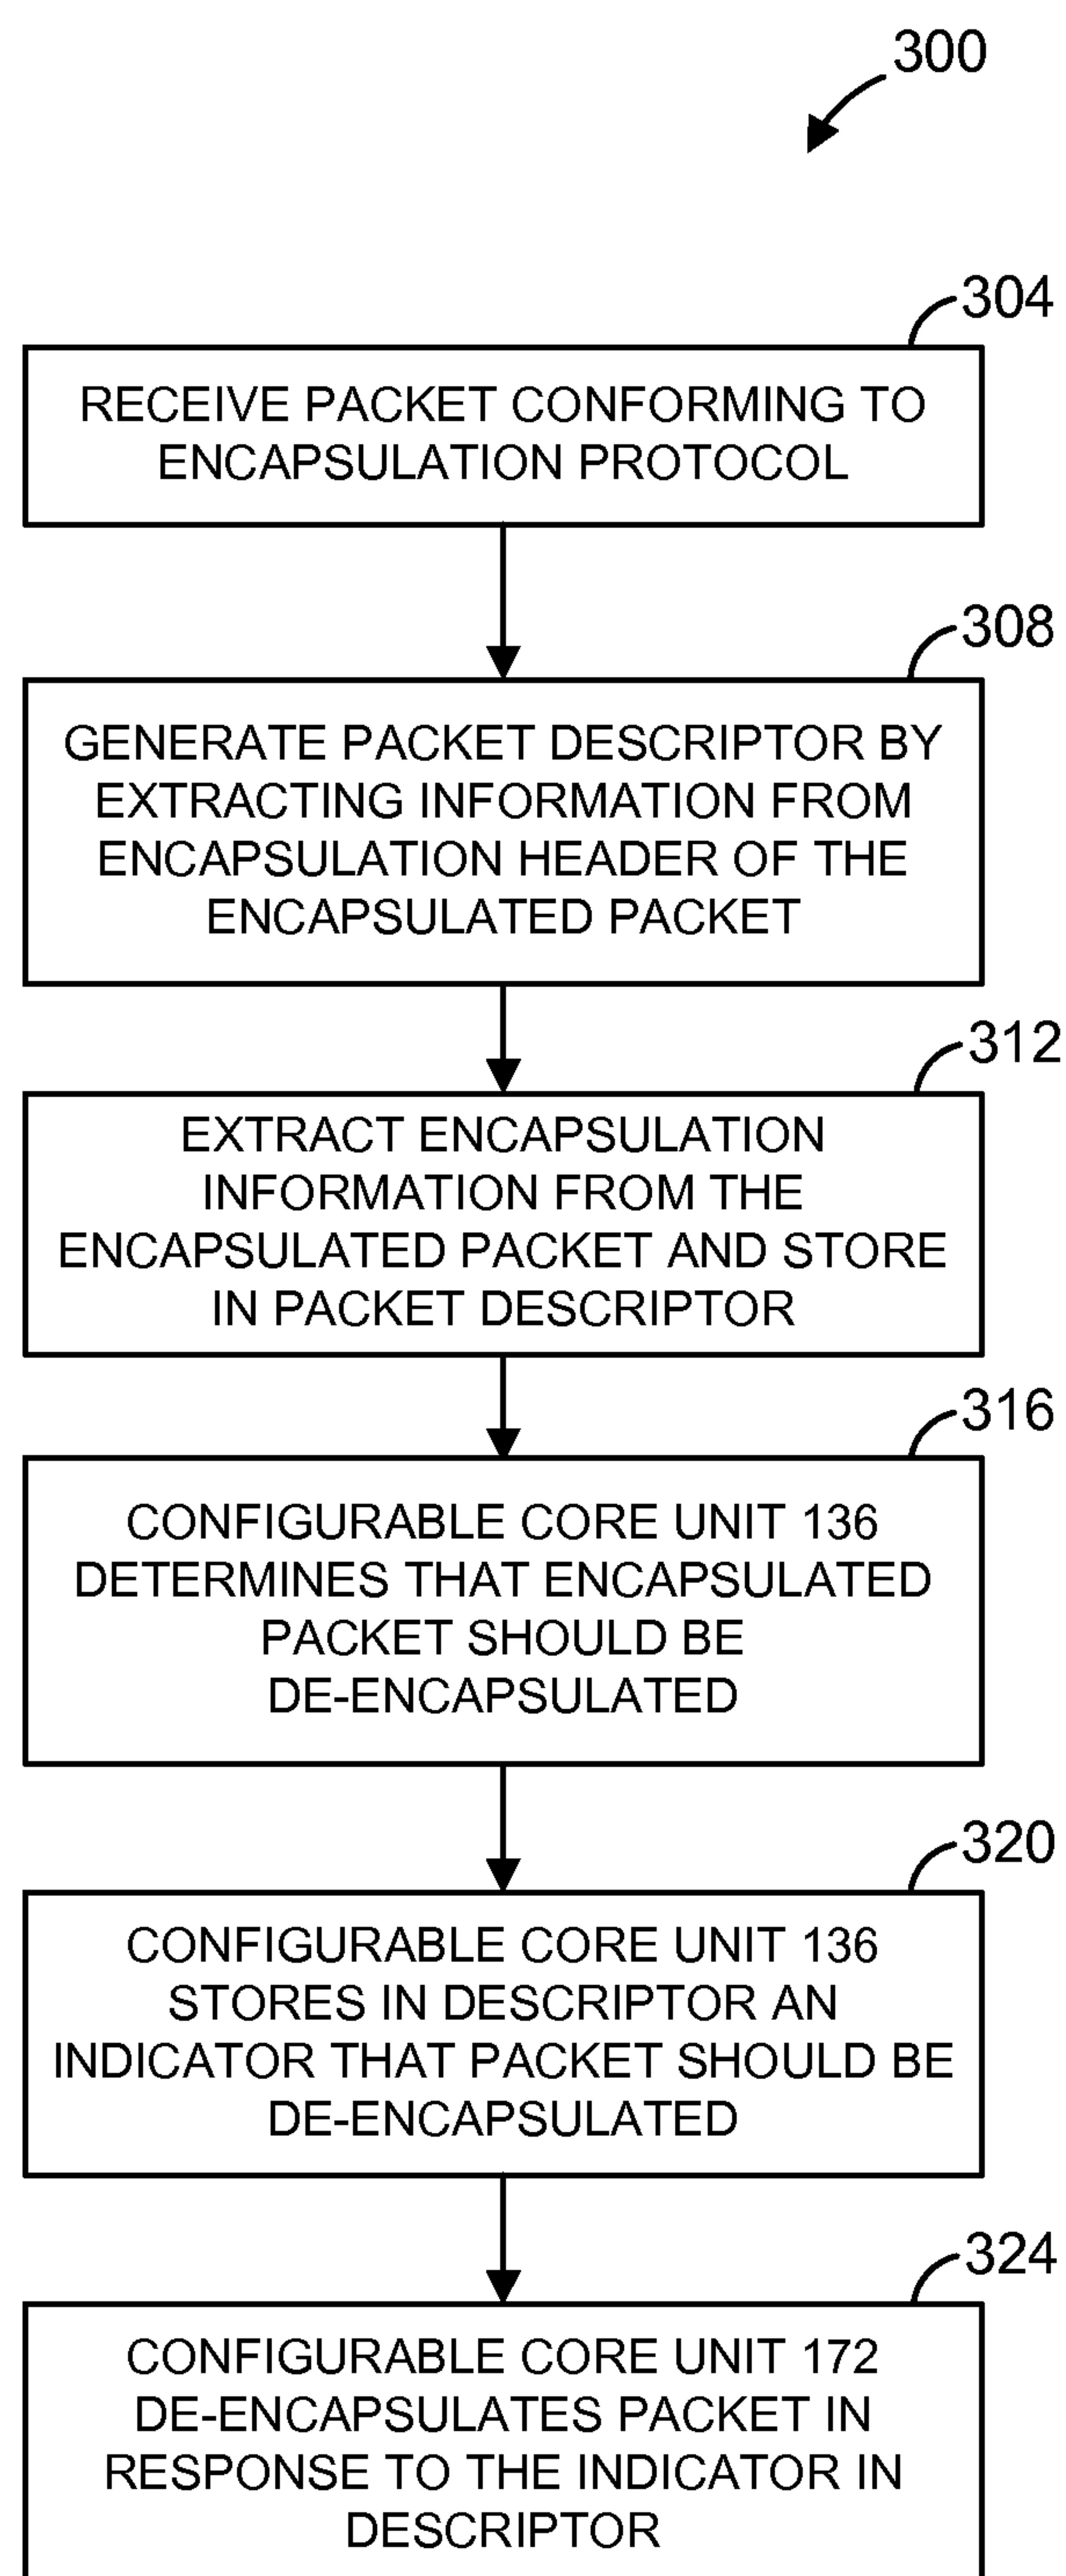 300
304
RECEIVE PACKET CONFORMING TO
ENCAPSULATION PROTOCOL
308
GENERATE PACKET DESCRIPTOR BY
EXTRACTING INFORMATION FROM
ENCAPSULATION HEADER OF THE
ENCAPSULATED PACKET
312
EXTRACT ENCAPSULATION
INFORMATION FROM THE
ENCAPSULATED PACKET AND STORE
IN PACKET DESCRIPTOR
316
CONFIGURABLE CORE UNIT 136
DETERMINES THAT ENCAPSULATED
PACKET SHOULD BE
DE-ENCAPSULATED
320
CONFIGURABLE CORE UNIT 136
STORES IN DESCRIPTOR AN
INDICATOR THAT PACKET SHOULD BE
DE-ENCAPSULATED
324
CONFIGURABLE CORE UNIT 172
DE-ENCAPSULATES PACKET IN
RESPONSE TO THE INDICATOR IN
DESCRIPTOR